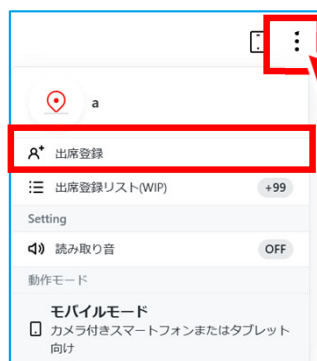 a
出席登録
出席登録リスト(WIP) +99
Setting
読み取り音 OFF
動作モード
モバイルモード
カメラ付きスマートフォンまたはタブレット
向け